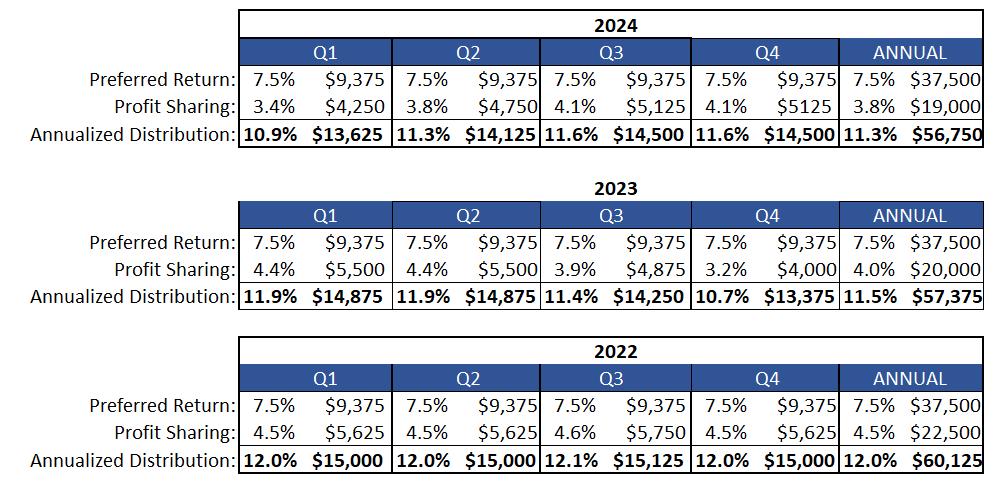 2024
Q1 Q2 Q3 Q4 ANNUAL
Preferred Return: 7.5% $9,375 7.5% $9,375 7.5% $9,375 7.5% $9,375 7.5% $37,500
Profit Sharing: 3.4% $4,250 3.8% $4,750 4.1% $5,125 4.1% $5125 3.8% $19,000
Annualized Distribution: 10.9% $13,625 11.3% $14,125 11.6% $14,500 11.6% $14,500 11.3% $56,750
2023
Q1 Q2 Q3 Q4 ANNUAL
Preferred Return: 7.5% $9,375 7.5% $9,375 7.5% $9,375 7.5% $9,375 7.5% $37,500
Profit Sharing: 4.4% $5,500 4.4% $5,500 3.9% $4,875 3.2% $4,000 4.0% $20,000
Annualized Distribution: 11.9% $14,875 11.9% $14,875 11.4% $14,250 10.7% $13,375 11.5% $57,375
2022
Q1 Q2 Q3 Q4 ANNUAL
Preferred Return: 7.5% $9,375 7.5% $9,375 7.5% $9,375 7.5% $9,375 7.5% $37,500
Profit Sharing: 4.5% $5,625 4.5% $5,625 4.6% $5,750 4.5% $5,625 4.5% $22,500
Annualized Distribution: 12.0% $15,000 12.0% $15,000 12.1% $15,125 12.0% $15,000 12.0% $60,125